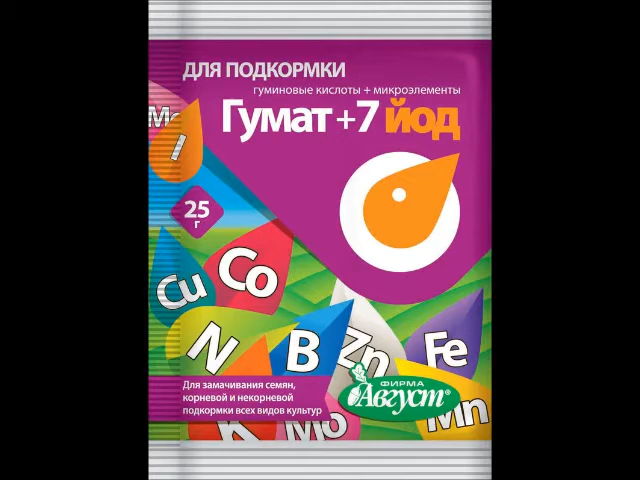 ДЛЯ ПОДКОРМКИ
гуминовые кислоты + микроэлементы
Гумат +7 йод
Mo
I
25
г
Cu
Co
N
B
Zn
Fe
Для замачивания семян,
корневой и некорневой
подкормки всех видов культур
ФИРМА
Август®
K
Mo
Mn